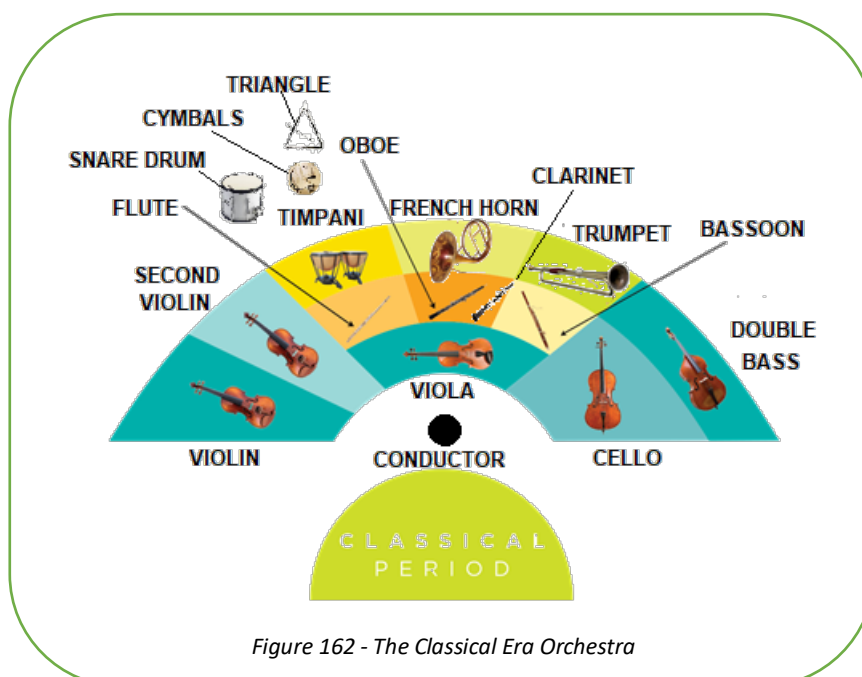 TRIANGLE
CYMBALS
OBOE
SNARE DRUM
CLARINET
FLUTE
TIMPANI
FRENCH HORN
TRUMPET
BASSOON
SECOND
VIOLIN
DOUBLE
BASS
VIOLA
VIOLIN
CONDUCTOR
CELLO
CLASSICAL
PERIOD
Figure 162 - The Classical Era Orchestra